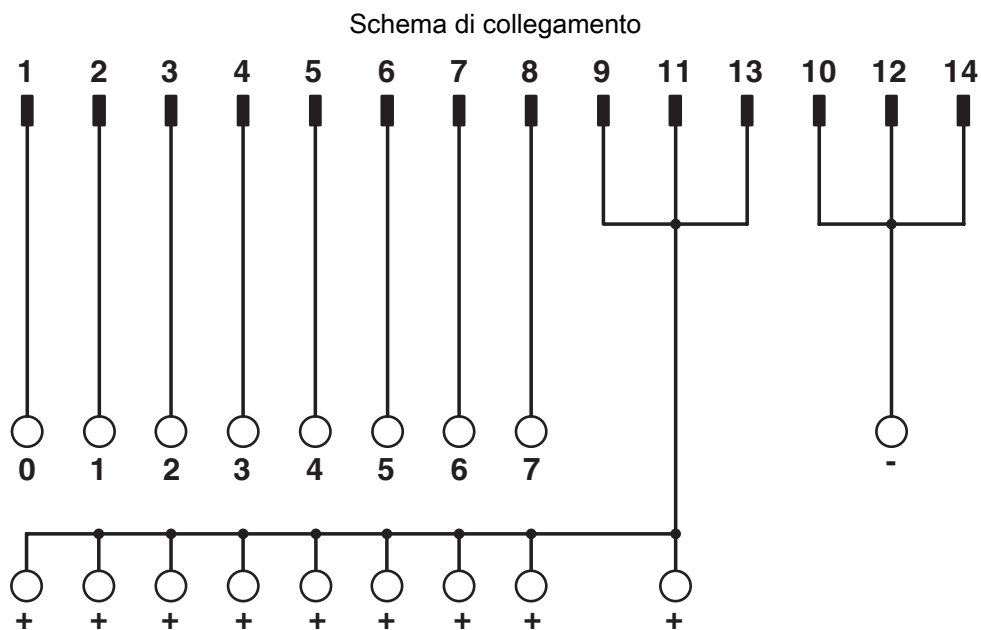 Schema di collegamento
1 2 3 4 5 6 7 8 9 11 13 10 12 14
0 1 2 3 4 5 6 7 -
+ + + + + + + + +